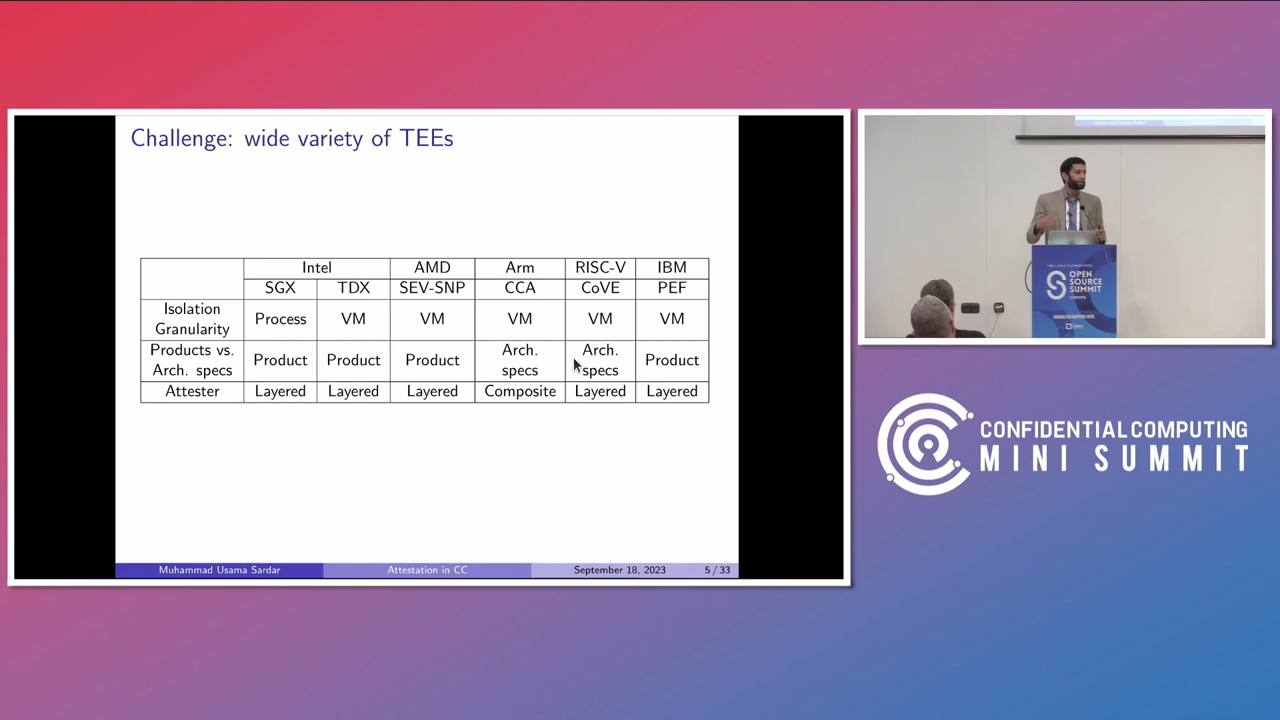 Challenge: wide variety of TEEs
Intel AMD Arm RISC-V IBM
SGX TDX SEV-SNP CCA CoVE PEF
Isolation Granularity Process VM VM VM VM VM
Products vs. Arch. specs Product Product Product Arch. specs Arch. specs Product
Attester Layered Layered Layered Composite Layered Layered
Muhammad Usama Sardar Attestation in CC September 18, 2023 5 / 33
OPEN
SOURCE
SUMMIT
EUROPE
CONFIDENTIAL COMPUTING
MINI SUMMIT